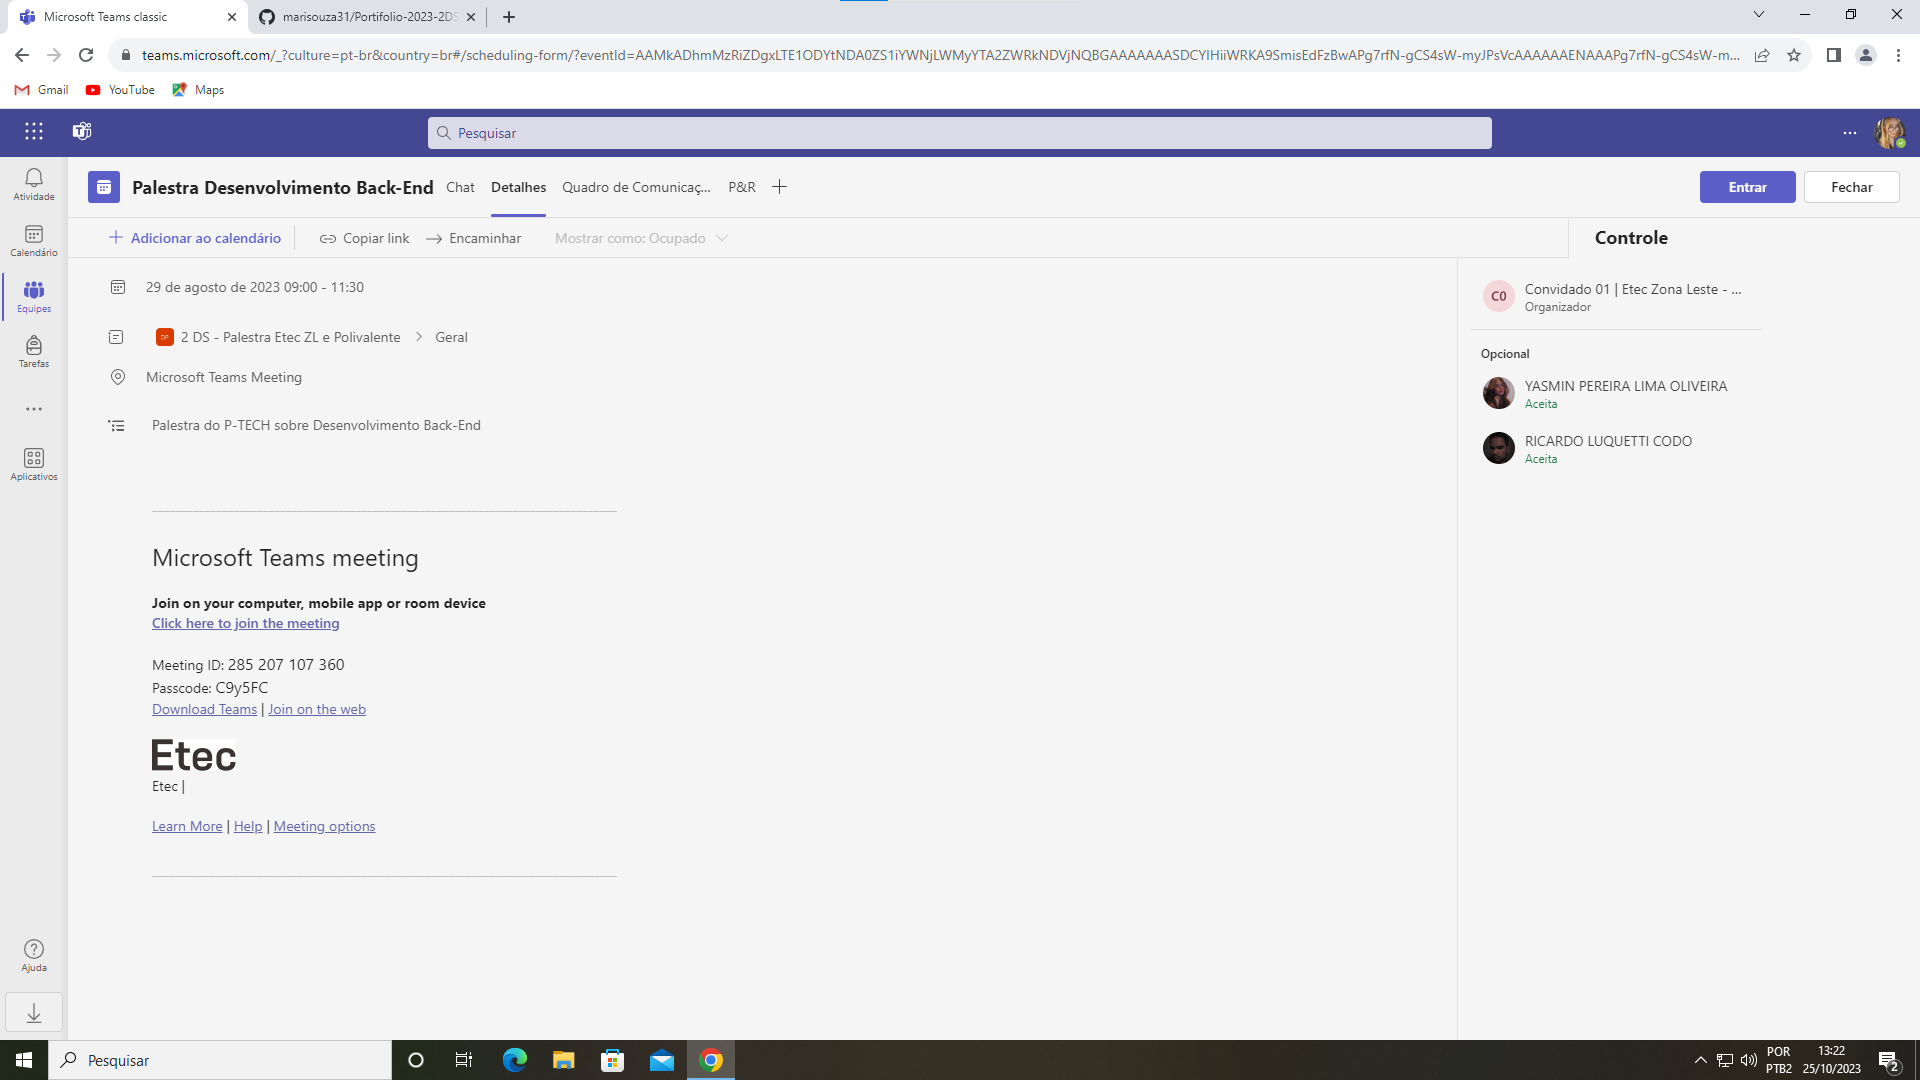 Microsoft Teams classic
marisouza31/Portifolio-2023-2DS
teams.microsoft.com/_?culture=pt-br&country=br#/scheduling-form/?eventId=AAMkADhmMzRiZDgxLTE1ODYtNDA0ZS1iYWNjLWMyYTA2ZWRkNDVjNQBGAAAAAAASDCYIHiiWRKA9SmisEdFzBwAPg7rfN-gCS4sW-myJPsVcAAAAAAENAAAPg7rfN-gCS4sW-m...
Gmail YouTube Maps
Pesquisar
Atividade
Calendário
Equipes
Tarefas
Aplicativos
Ajuda
Palestra Desenvolvimento Back-End Chat Detalhes Quadro de Comunicaç... P&R
Entrar Fechar
Adicionar ao calendário Copiar link Encaminhar Mostrar como: Ocupado
29 de agosto de 2023 09:00 - 11:30
DP 2 DS - Palestra Etec ZL e Polivalente > Geral
Microsoft Teams Meeting
Palestra do P-TECH sobre Desenvolvimento Back-End
Microsoft Teams meeting
Join on your computer, mobile app or room device
Click here to join the meeting
Meeting ID: 285 207 107 360
Passcode: C9y5FC
Download Teams | Join on the web
Etec
Etec |
Learn More | Help | Meeting options
Controle
C0 Convidado 01 | Etec Zona Leste - ...
Organizador
Opcional
YASMIN PEREIRA LIMA OLIVEIRA
Aceita
RICARDO LUQUETTI CODO
Aceita
Pesquisar
POR
PTB2
13:22
25/10/2023
2